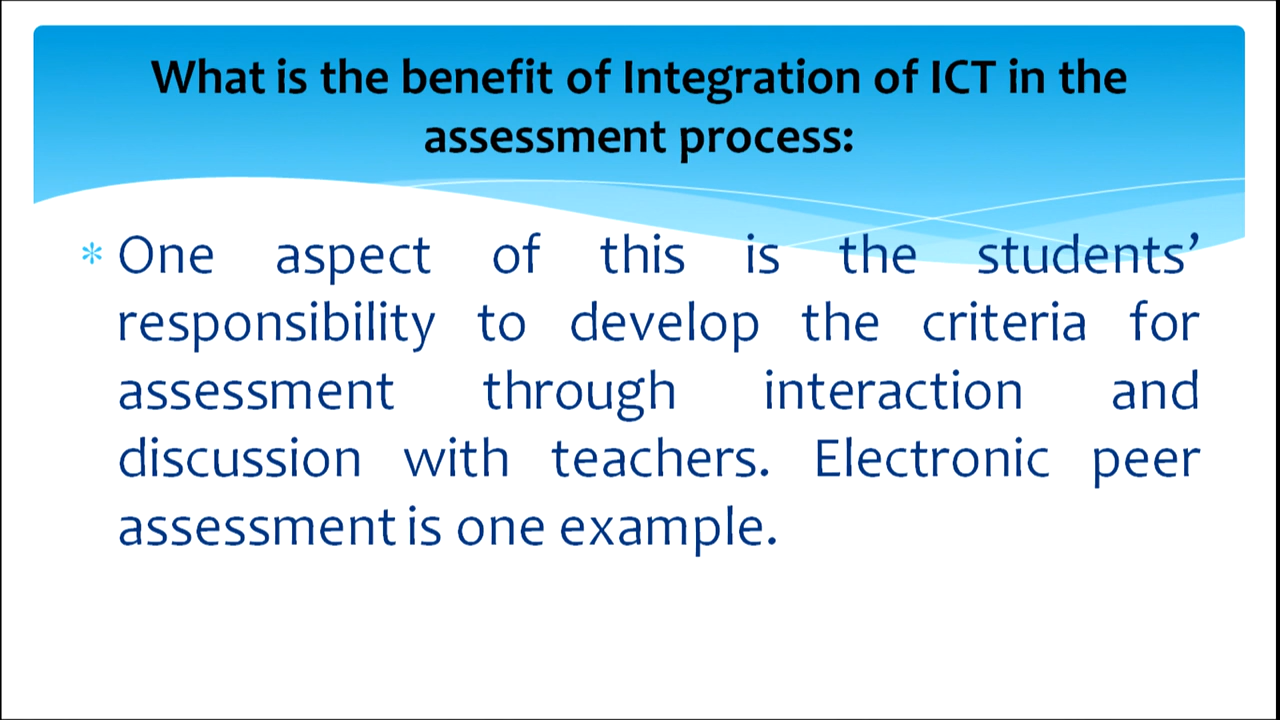 What is the benefit of Integration of ICT in the
assessment process:
* One aspect of this is the students’
responsibility to develop the criteria for
assessment through interaction and
discussion with teachers. Electronic peer
assessment is one example.